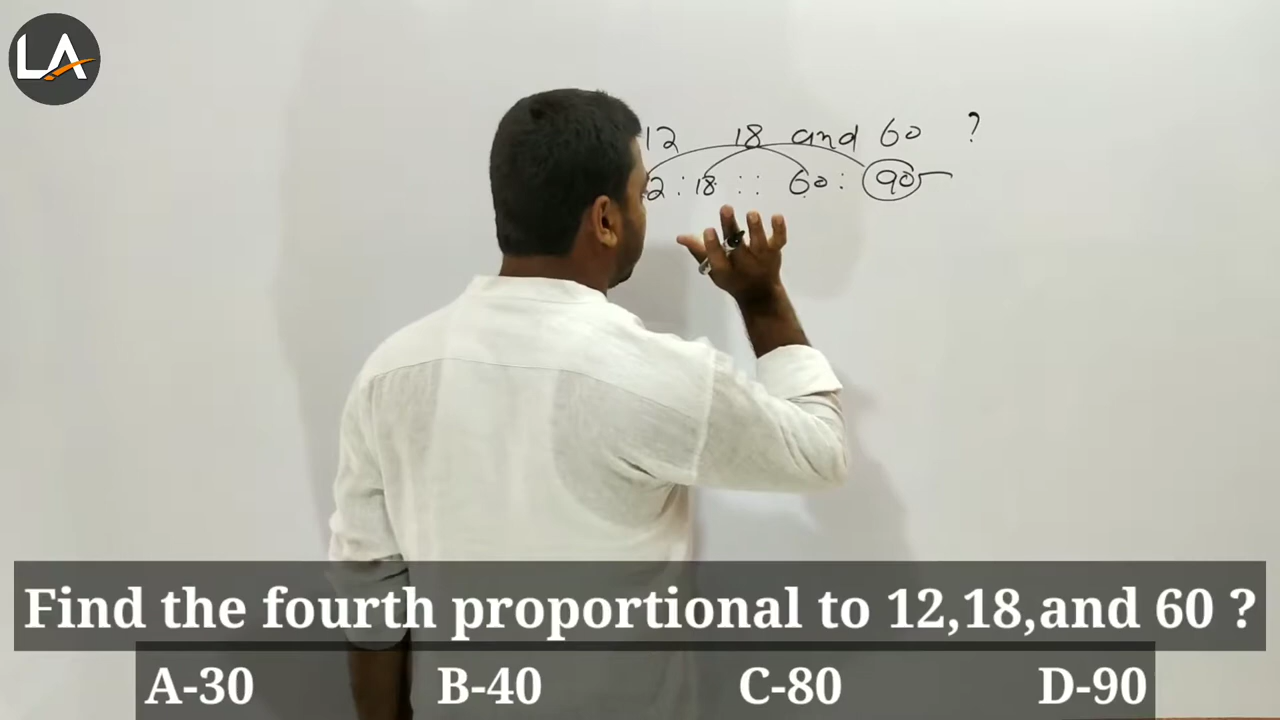 LA
12 18 and 60 ?
2 : 18 :: 60 : 90
Find the fourth proportional to 12,18,and 60 ?
A-30 B-40 C-80 D-90